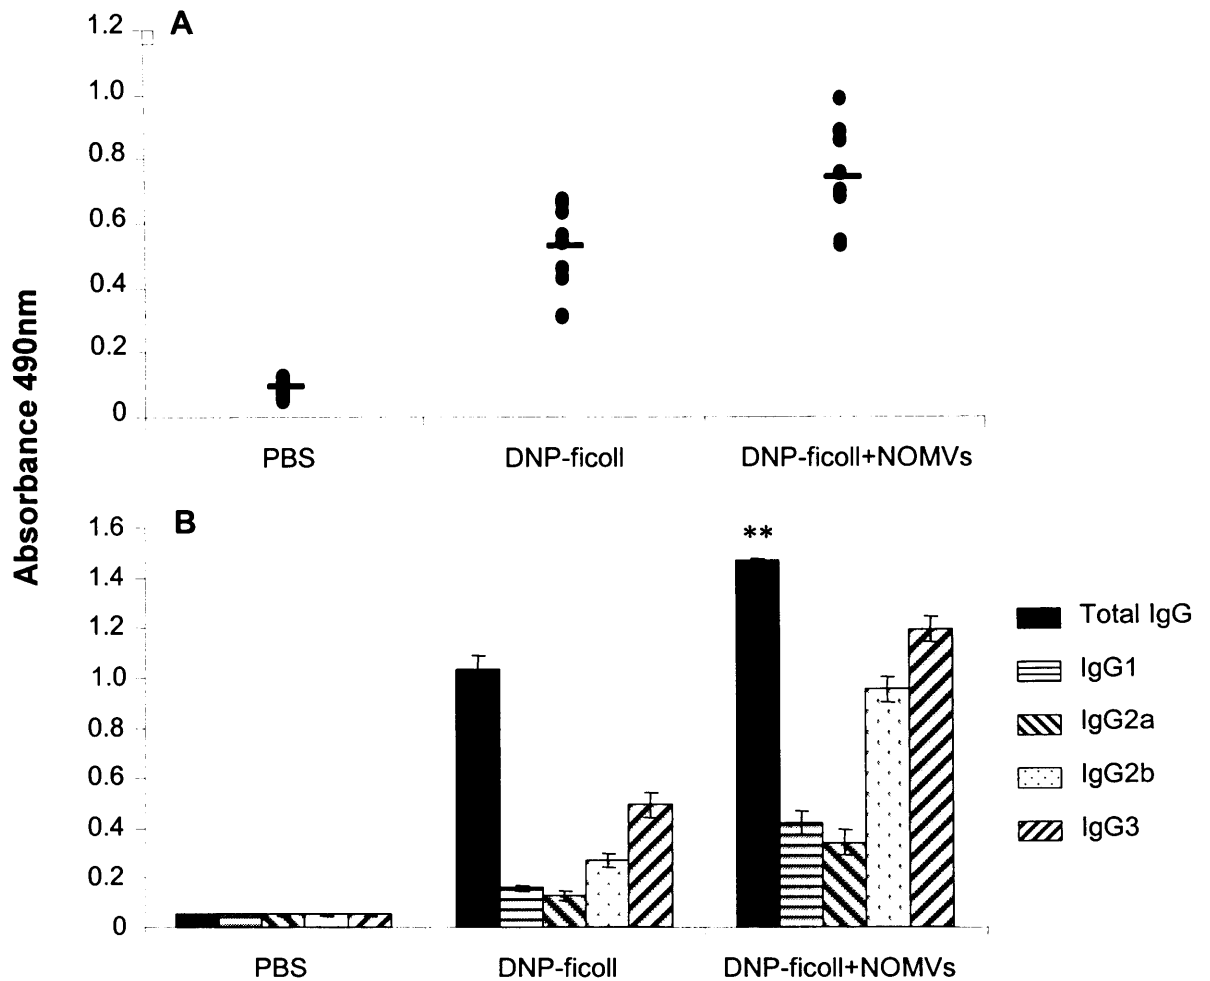 A
1.2
1.0
0.8
0.6
0.4
0.2
0
PBS DNP-ficoll DNP-ficoll+NOMVs
Absorbance 490nm
B
1.6
1.4
1.2
1.0
0.8
0.6
0.4
0.2
0
**
PBS DNP-ficoll DNP-ficoll+NOMVs
Total IgG
IgG1
IgG2a
IgG2b
IgG3